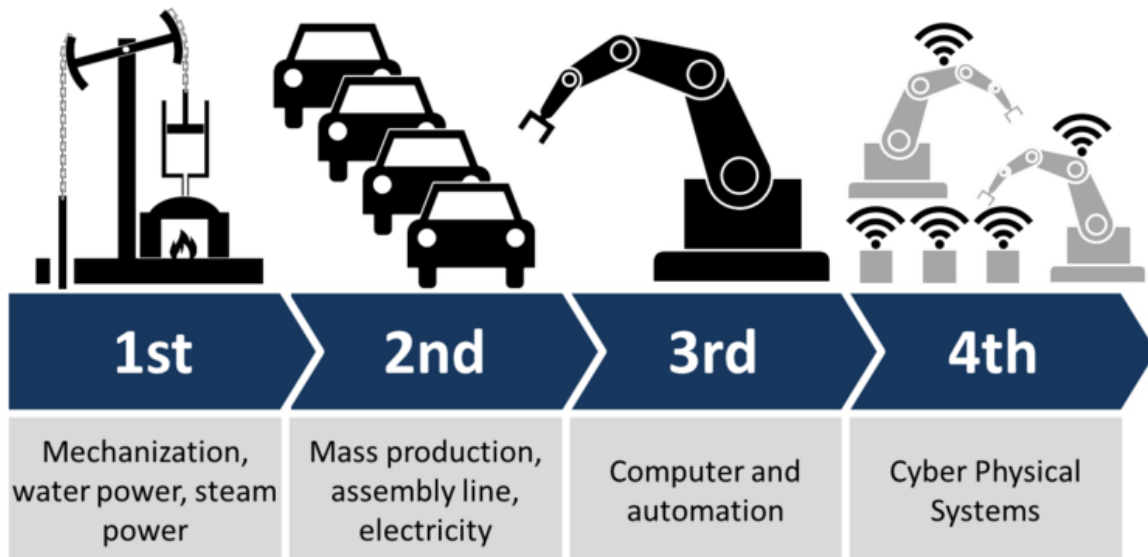 1st
2nd
3rd
4th
Mechanization,
water power, steam
power
Mass production,
assembly line,
electricity
Computer and
automation
Cyber Physical
Systems